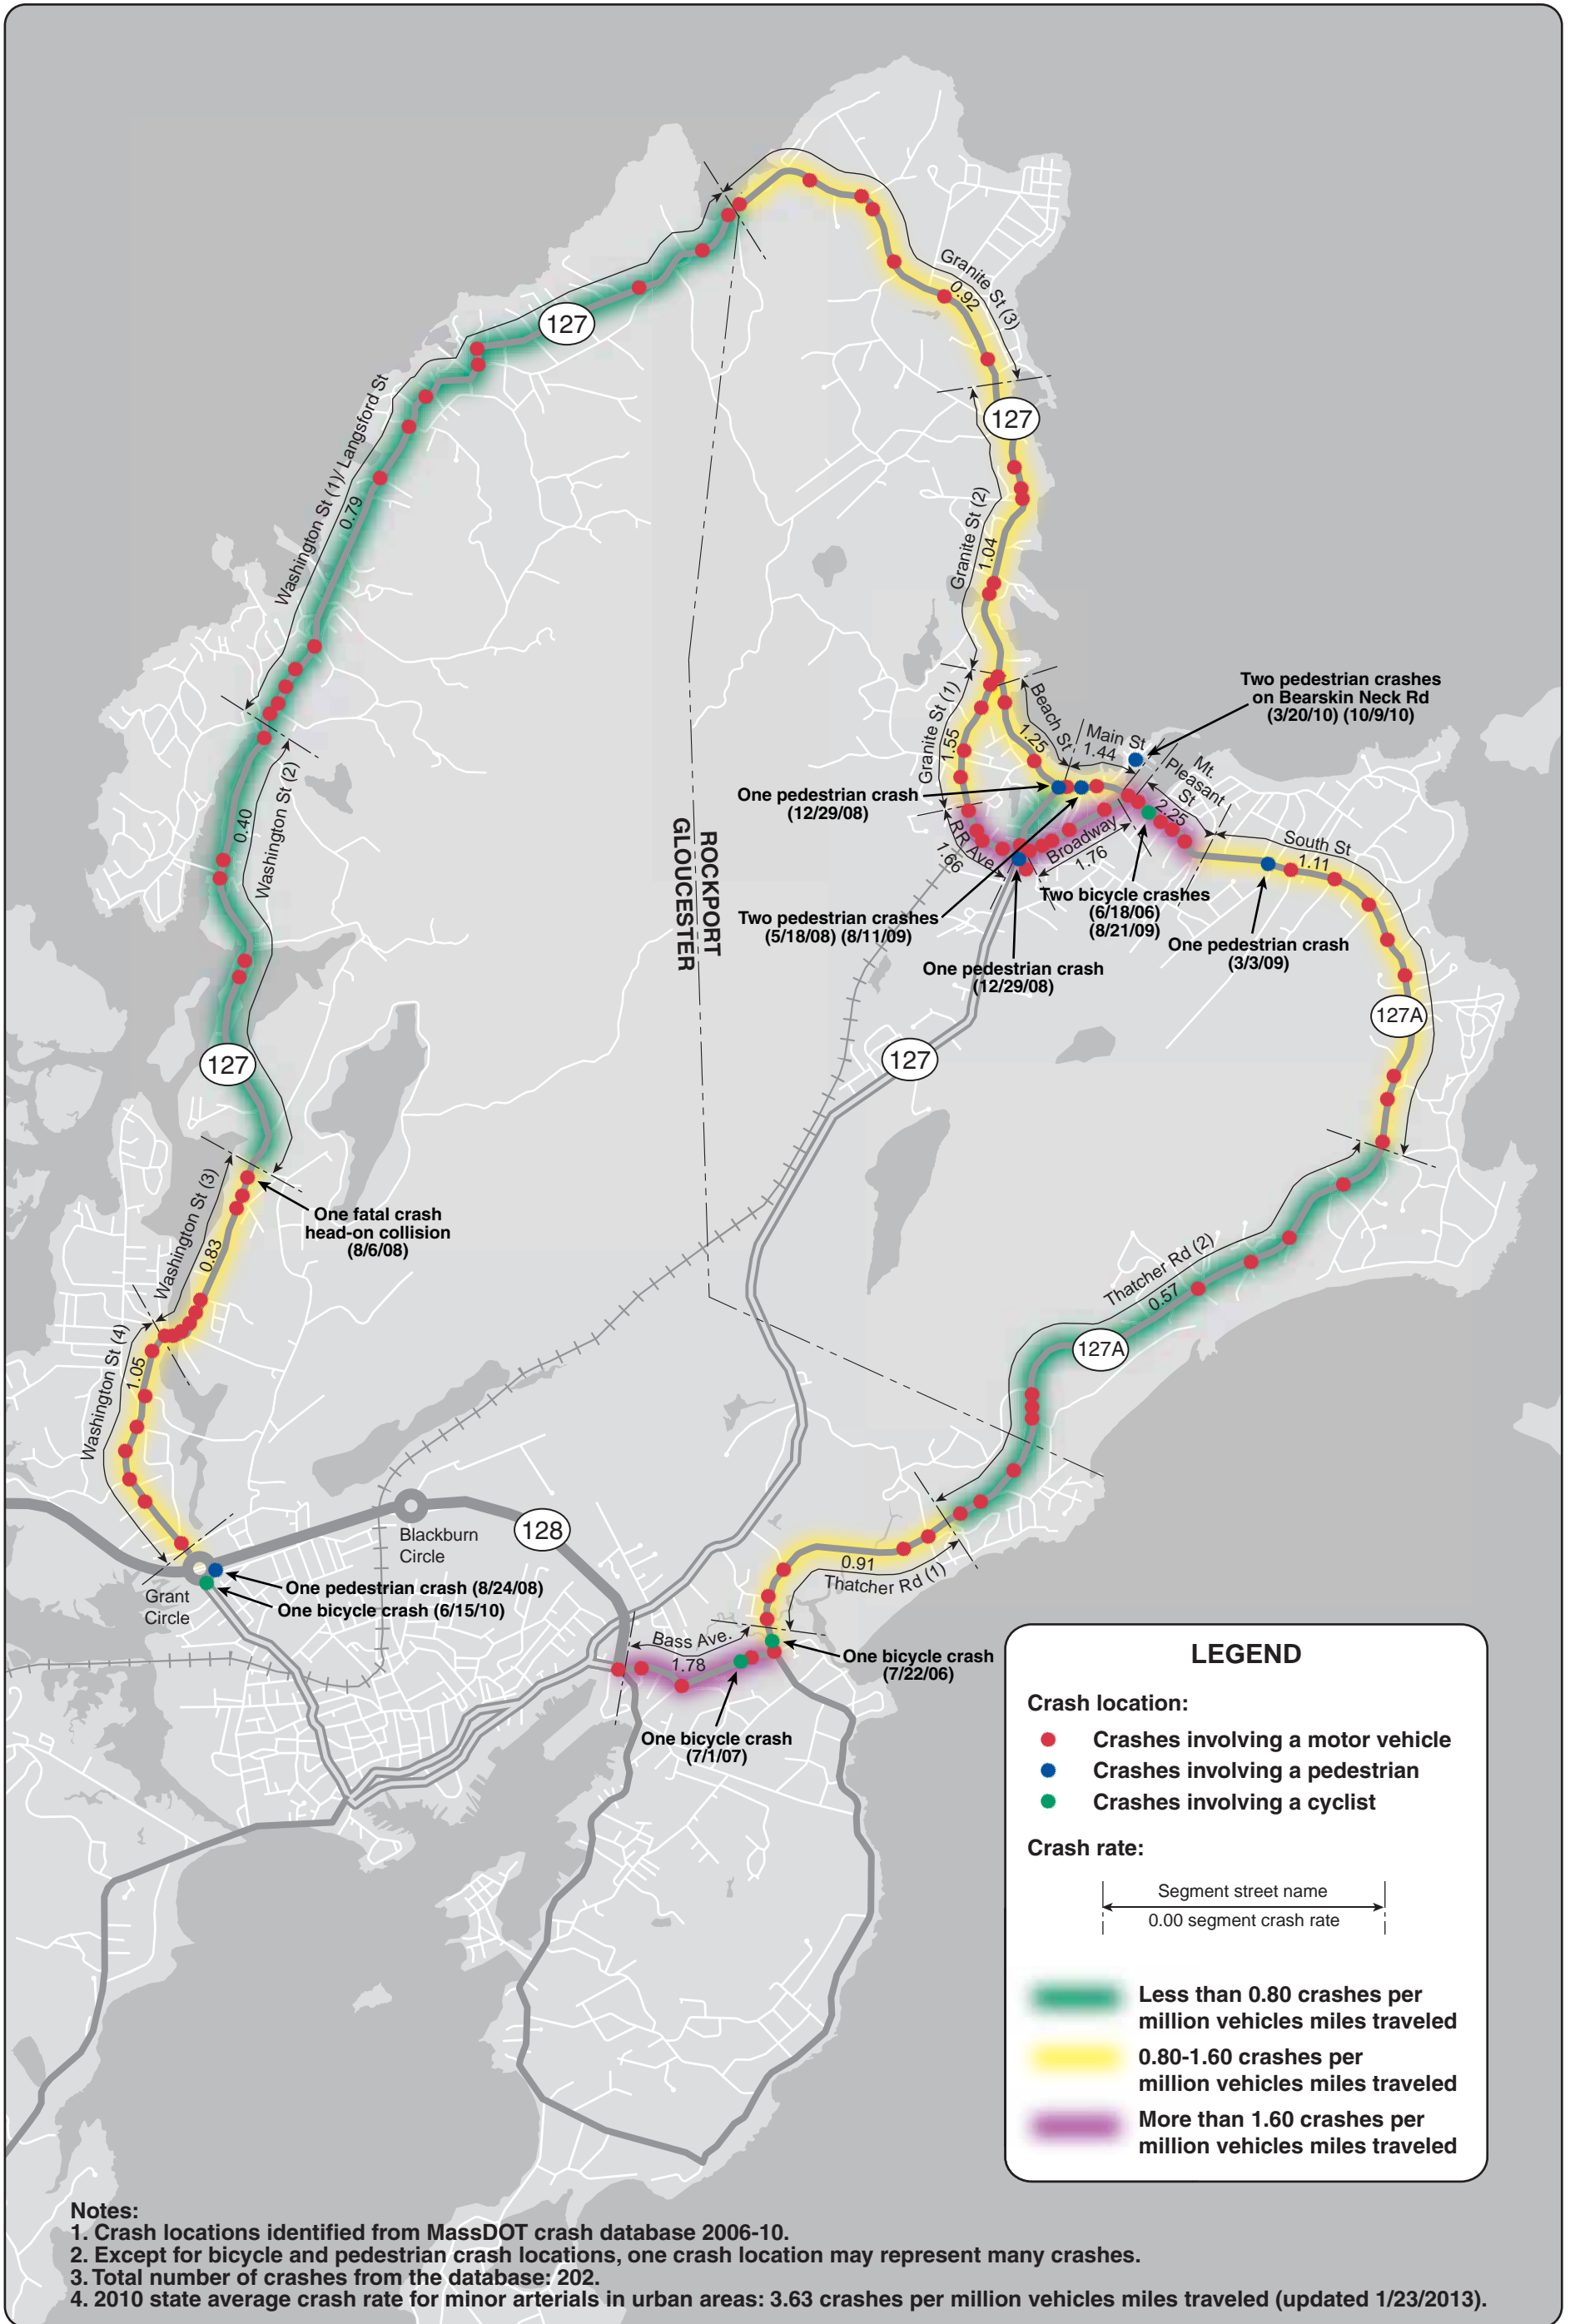 Granite St (3)
0.92
127
Washington St (1)/ Langsford St
0.79
127
Granite St (2)
1.04
Two pedestrian crashes
on Bearskin Neck Rd
(3/20/10) (10/9/10)
Granite St (1)
1.55
Beach St
1.25
Main St
1.44
Mt.
Pleasant
St
2.25
One pedestrian crash
(12/29/08)
Washington St (2)
0.40
ROCKPORT
GLOUCESTER
RR Ave
1.66
Broadway
1.76
South St
1.11
Two bicycle crashes
(6/18/06)
(8/21/09)
Two pedestrian crashes
(5/18/08) (8/11/09)
One pedestrian crash
(3/3/09)
One pedestrian crash
(12/29/08)
127A
127
127
Washington St (3)
0.83
One fatal crash
head-on collision
(8/6/08)
Thatcher Rd (2)
0.57
127A
Washington St (4)
1.05
Blackburn
Circle
128
Grant
Circle
One pedestrian crash (8/24/08)
One bicycle crash (6/15/10)
0.91
Thatcher Rd (1)
Bass Ave.
1.78
One bicycle crash
(7/22/06)
One bicycle crash
(7/1/07)
LEGEND
Crash location:
Crashes involving a motor vehicle
Crashes involving a pedestrian
Crashes involving a cyclist
Crash rate:
Segment street name
0.00 segment crash rate
Less than 0.80 crashes per
million vehicles miles traveled
0.80-1.60 crashes per
million vehicles miles traveled
More than 1.60 crashes per
million vehicles miles traveled
Notes:
1. Crash locations identified from MassDOT crash database 2006-10.
2. Except for bicycle and pedestrian crash locations, one crash location may represent many crashes.
3. Total number of crashes from the database: 202.
4. 2010 state average crash rate for minor arterials in urban areas: 3.63 crashes per million vehicles miles traveled (updated 1/23/2013).